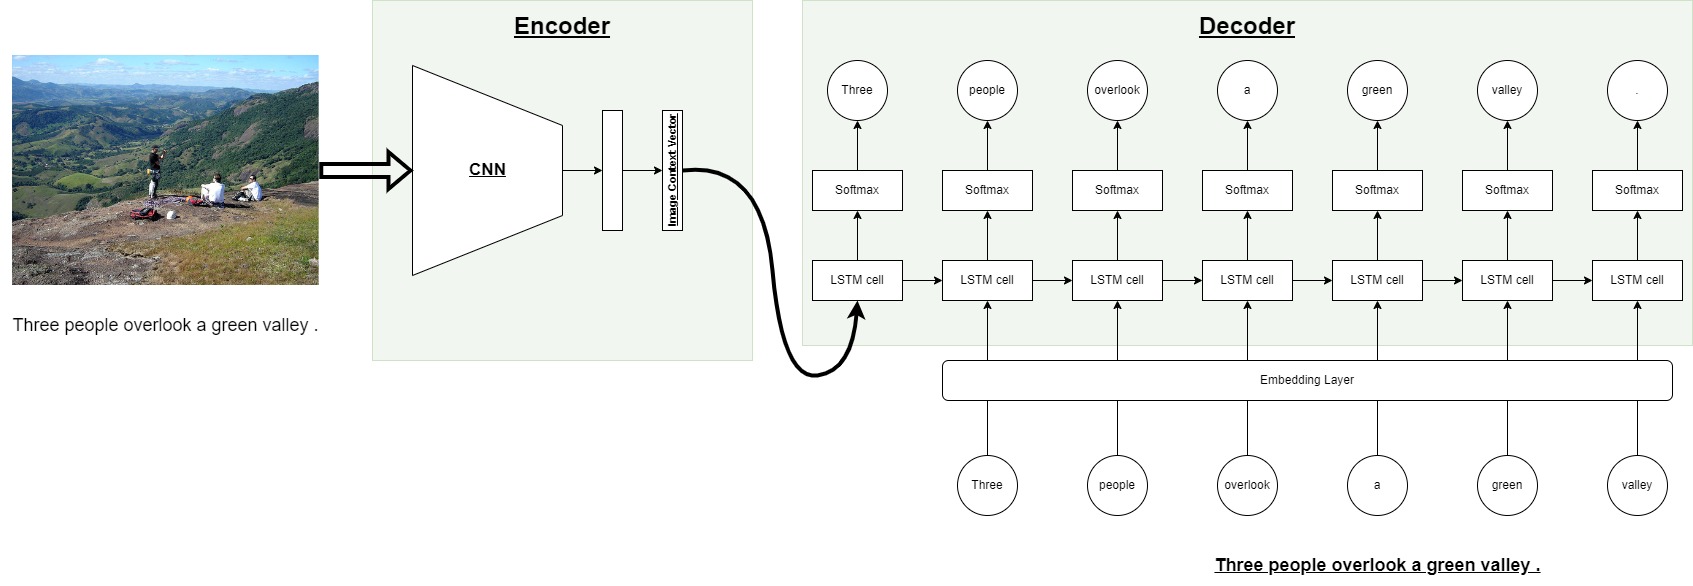 Encoder
Decoder
Three people overlook a green valley .
CNN
Image Context Vector
Three people overlook a green valley .
Softmax Softmax Softmax Softmax Softmax Softmax Softmax
LSTM cell LSTM cell LSTM cell LSTM cell LSTM cell LSTM cell LSTM cell
Embedding Layer
Three people overlook a green valley
Three people overlook a green valley .